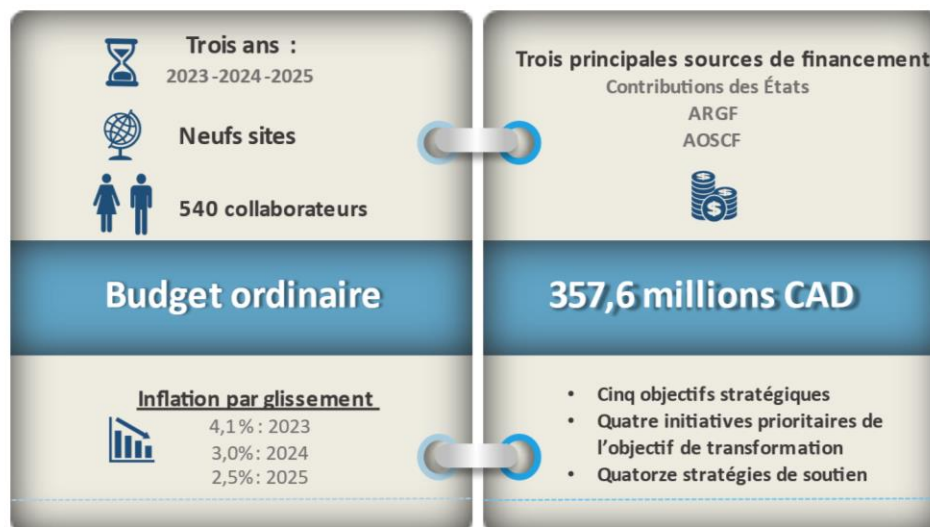 Trois ans :
2023-2024-2025
Neufs sites
540 collaborateurs
Budget ordinaire
Inflation par glissement
4,1% : 2023
3,0% : 2024
2,5% : 2025
Trois principales sources de financement
Contributions des États
ARGF
AOSCF
357,6 millions CAD
• Cinq objectifs stratégiques
• Quatre initiatives prioritaires de
l’objectif de transformation
• Quatorze stratégies de soutien